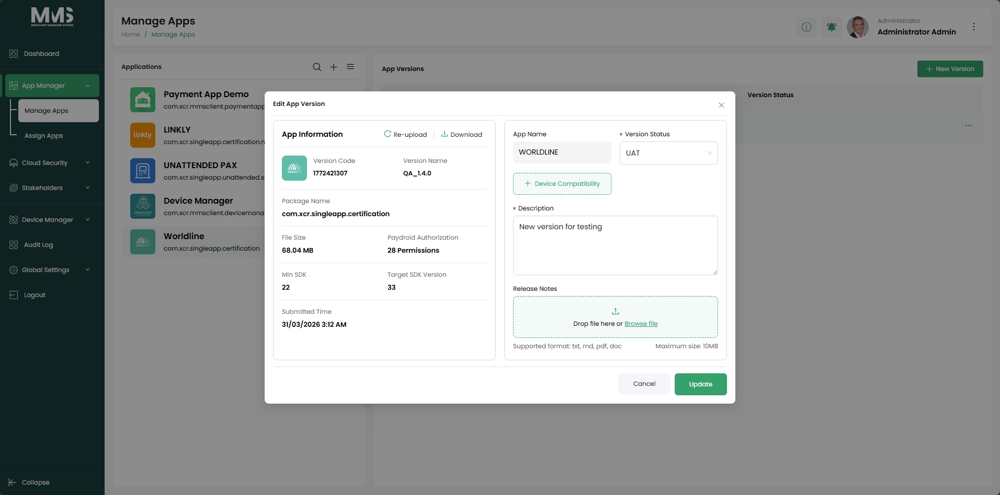 MMS
MERCHANT MANAGER SYSTEM
Dashboard
App Manager
Manage Apps
Assign Apps
Cloud Security
Stakeholders
Device Manager
Audit Log
Global Settings
Logout
Collapse
Manage Apps
Home / Manage Apps
Administrator
Administrator Admin
Applications
Payment App Demo
com.xcr.mmsclient.paymentapp
LINKLY
com.xcr.singleapp.certification.n
linkly
UNATTENDED PAX
com.xcr.singleapp.unattended.s
Device Manager
com.xcr.mmsclient.devicemana
MMS CLIENT
Worldline
com.xcr.singleapp.certification
WORLDLINE
App Versions
+ New Version
Version Status
...
Edit App Version
App Information
Re-upload
Download
WORLDLINE
Version Code
1772421307
Version Name
QA_1.4.0
Package Name
com.xcr.singleapp.certification
File Size
68.04 MB
Paydroid Authorization
28 Permissions
Min SDK
22
Target SDK Version
33
Submitted Time
31/03/2026 3:12 AM
App Name
WORLDLINE
* Version Status
UAT
+ Device Compatibility
* Description
New version for testing
Release Notes
Drop file here or Browse file
Supported format: txt, md, pdf, doc
Maximum size: 10MB
Cancel
Update